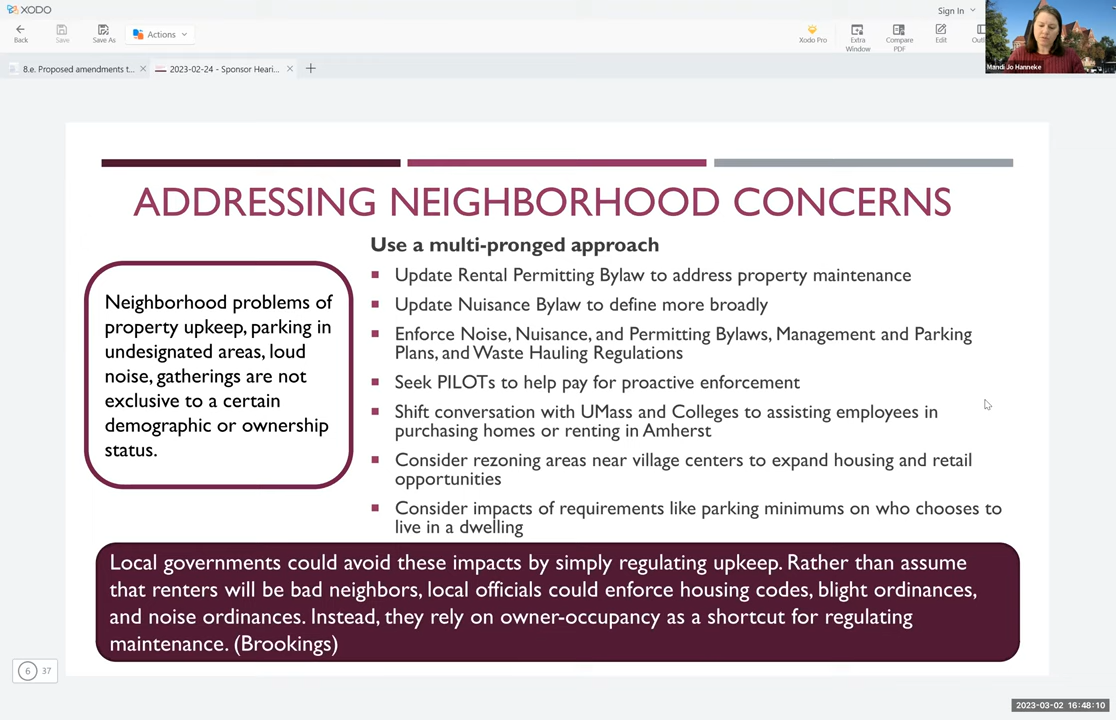 XODO
Sign In
Back
Save
Save As
Actions
Xodo Pro
Extra
Window
Compare
PDF
Edit
Mandi Jo Hanneke
8.e. Proposed amendments t...
2023-02-24 - Sponsor Heari...
ADDRESSING NEIGHBORHOOD CONCERNS
Neighborhood problems of
property upkeep, parking in
undesignated areas, loud
noise, gatherings are not
exclusive to a certain
demographic or ownership
status.
Use a multi-pronged approach
Update Rental Permitting Bylaw to address property maintenance
Update Nuisance Bylaw to define more broadly
Enforce Noise, Nuisance, and Permitting Bylaws, Management and Parking
Plans, and Waste Hauling Regulations
Seek PILOTs to help pay for proactive enforcement
Shift conversation with UMass and Colleges to assisting employees in
purchasing homes or renting in Amherst
Consider rezoning areas near village centers to expand housing and retail
opportunities
Consider impacts of requirements like parking minimums on who chooses to
live in a dwelling
Local governments could avoid these impacts by simply regulating upkeep. Rather than assume
that renters will be bad neighbors, local officials could enforce housing codes, blight ordinances,
and noise ordinances. Instead, they rely on owner-occupancy as a shortcut for regulating
maintenance. (Brookings)
6 37
2023-03-02 16:48:10